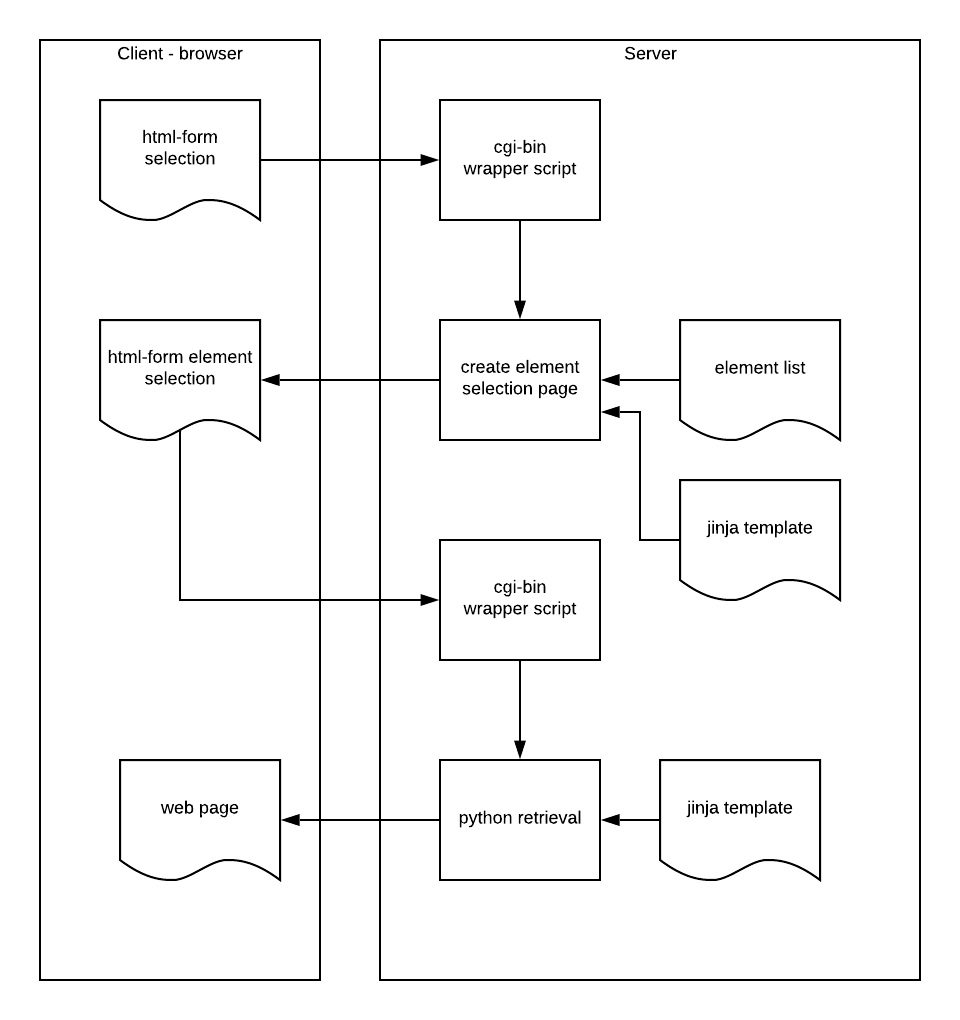 Client - browser
Server
html-form
selection
cgi-bin
wrapper script
html-form element
selection
create element
selection page
element list
jinja template
cgi-bin
wrapper script
web page
python retrieval
jinja template